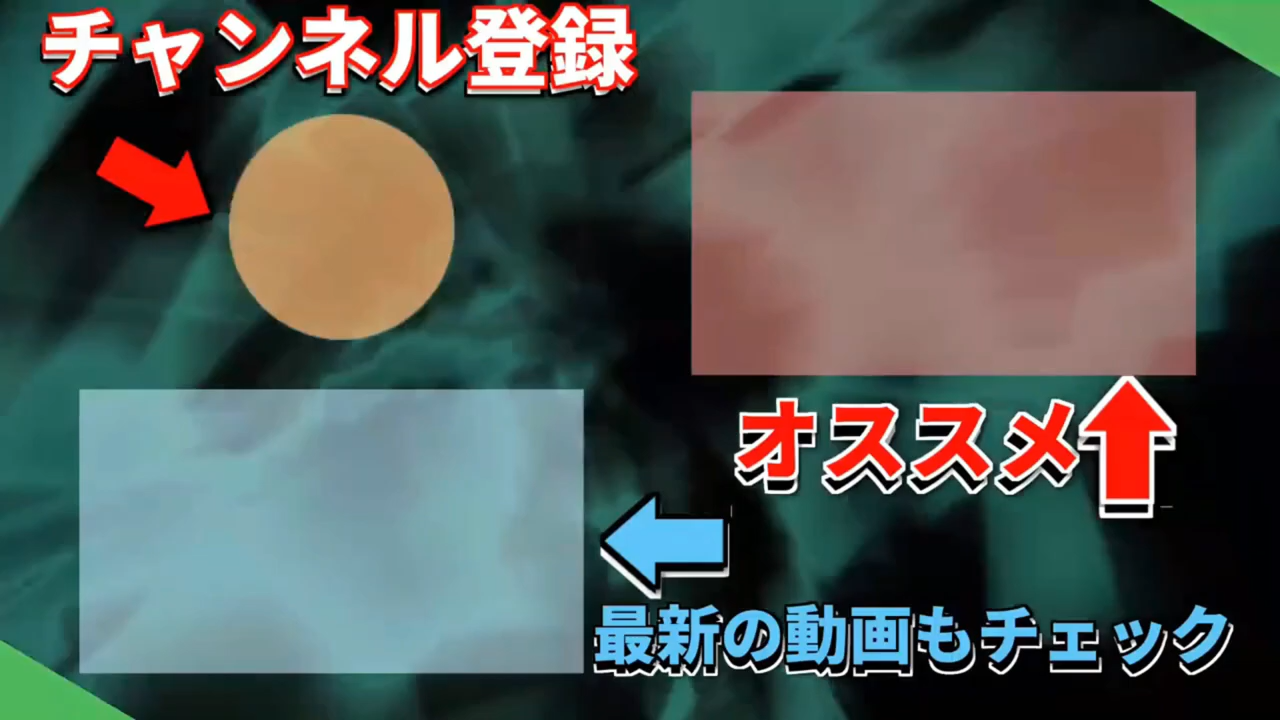 チャンネル登録
オススメ
最新の動画もチェック